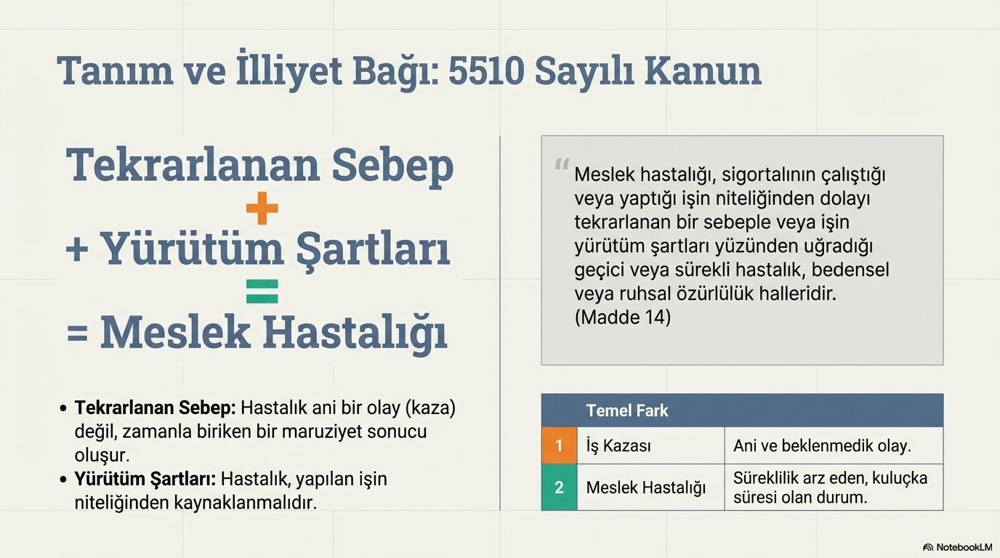 Tanım ve İlliyet Bağı: 5510 Sayılı Kanun
Tekrarlanan Sebep
+
+ Yürütüm Şartları
=
= Meslek Hastalığı
• Tekrarlanan Sebep: Hastalık ani bir olay (kaza)
değil, zamanla biriken bir maruziyet sonucu
oluşur.
• Yürütüm Şartları: Hastalık, yapılan işin
niteliğinden kaynaklanmalıdır.
“
Meslek hastalığı, sigortalının çalıştığı
veya yaptığı işin niteliğinden dolayı
tekrarlanan bir sebeple veya işin
yürütüm şartları yüzünden uğradığı
geçici veya sürekli hastalık, bedensel
veya ruhsal özürlülük halleridir.
(Madde 14)
Temel Fark
1 İş Kazası Ani ve beklenmedik olay.
2 Meslek Hastalığı Süreklilik arz eden, kuluçka
süresi olan durum.
NotebookLM